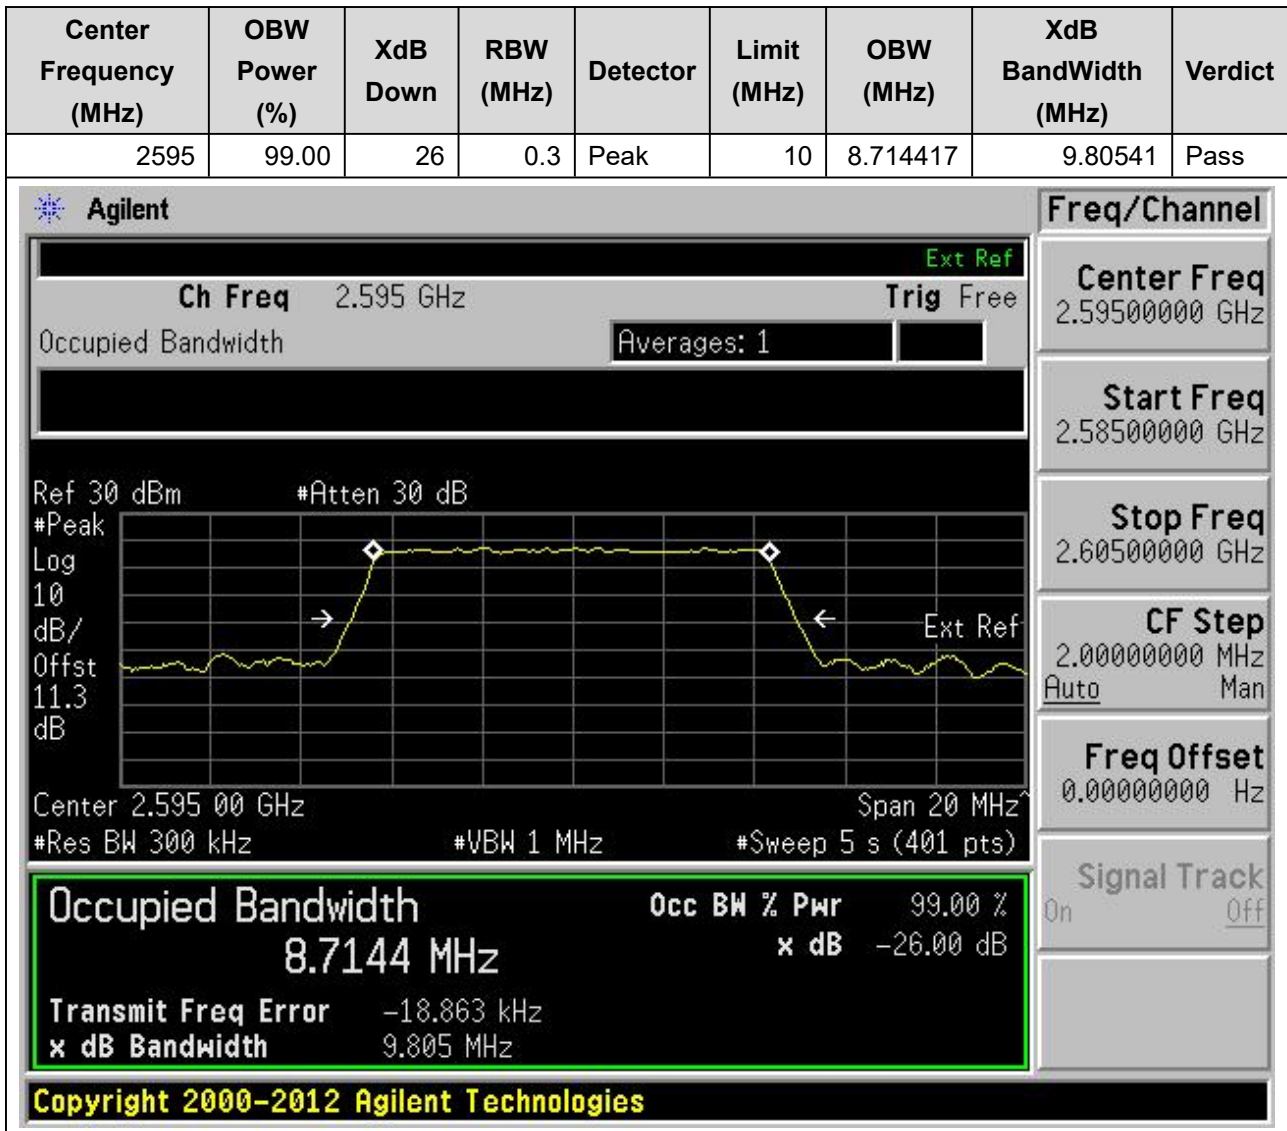 Center Frequency (MHz) OBW Power (%) XdB Down RBW (MHz) Detector Limit (MHz) OBW (MHz) XdB BandWidth (MHz) Verdict
2595 99.00 26 0.3 Peak 10 8.714417 9.80541 Pass
Agilent
Freq/Channel
Ext Ref
Ch Freq 2.595 GHz Trig Free
Occupied Bandwidth Averages: 1
Center Freq
2.59500000 GHz
Start Freq
2.58500000 GHz
Stop Freq
2.60500000 GHz
CF Step
2.00000000 MHz
Auto Man
Freq Offset
0.00000000 Hz
Signal Track
On Off
Ref 30 dBm #Atten 30 dB
#Peak
Log
10
dB/
Offst
11.3
dB
Ext Ref
Center 2.595 00 GHz Span 20 MHz^
#Res BW 300 kHz #VBW 1 MHz #Sweep 5 s (401 pts)
Occupied Bandwidth
8.7144 MHz
Occ BW % Pwr 99.00 %
x dB -26.00 dB
Transmit Freq Error -18.863 kHz
x dB Bandwidth 9.805 MHz
Copyright 2000-2012 Agilent Technologies